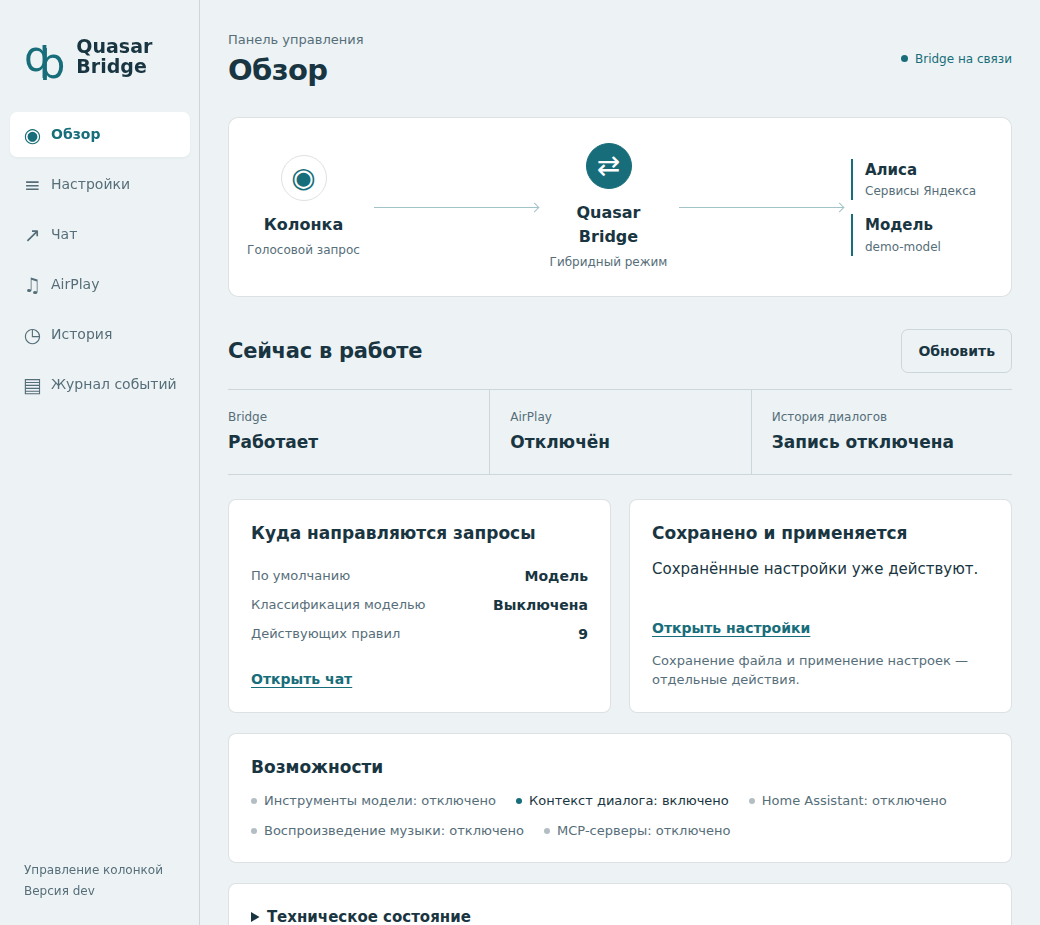 Quasar
Bridge
Обзор
Настройки
Чат
AirPlay
История
Журнал событий
Управление колонкой
Версия dev
Панель управления
Обзор
Bridge на связи
Колонка
Голосовой запрос
Quasar
Bridge
Гибридный режим
Алиса
Сервисы Яндекса
Модель
demo-model
Сейчас в работе
Обновить
Bridge
Работает
AirPlay
Отключён
История диалогов
Запись отключена
Куда направляются запросы
По умолчанию Модель
Классификация моделью Выключена
Действующих правил 9
Открыть чат
Сохранено и применяется
Сохранённые настройки уже действуют.
Открыть настройки
Сохранение файла и применение настроек —
отдельные действия.
Возможности
Инструменты модели: отключено Контекст диалога: включено Home Assistant: отключено
Воспроизведение музыки: отключено MCP-серверы: отключено
Техническое состояние